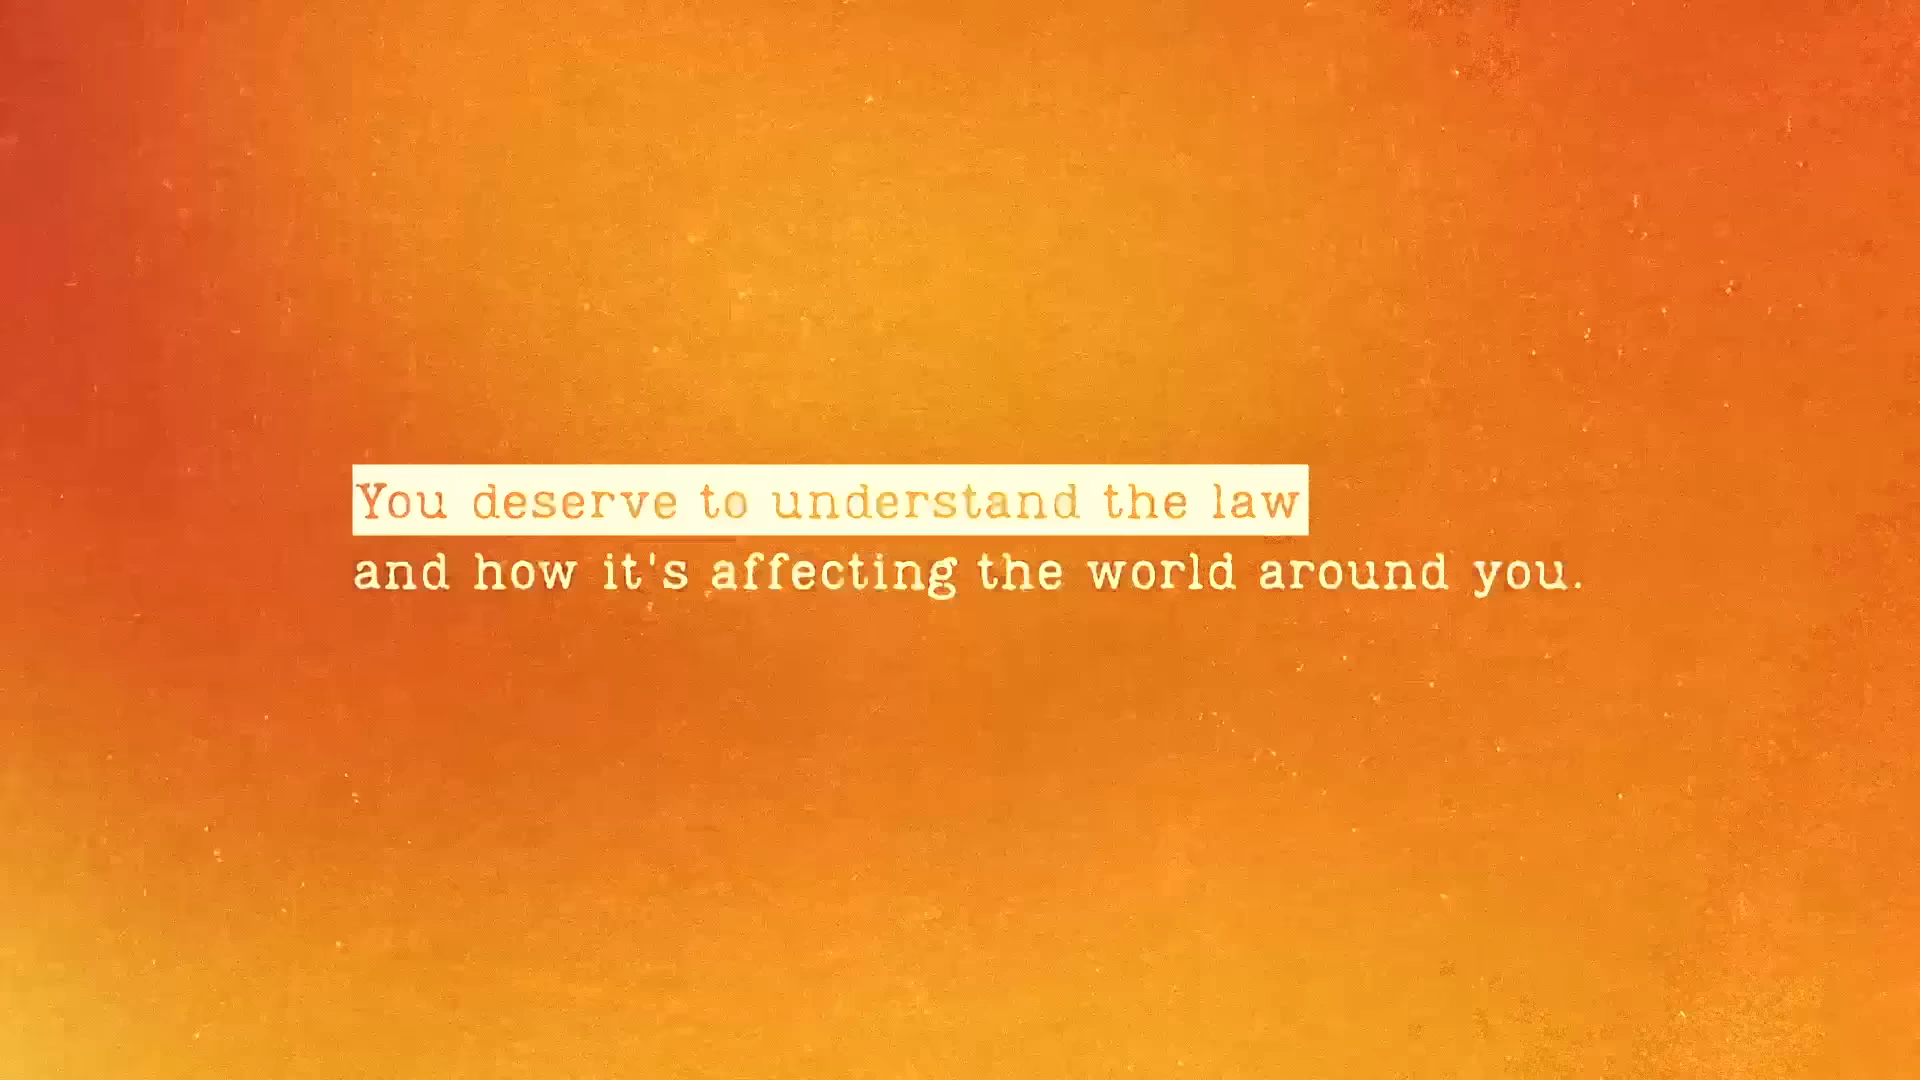 You deserve to understand the law
and how it's affecting the world around you.